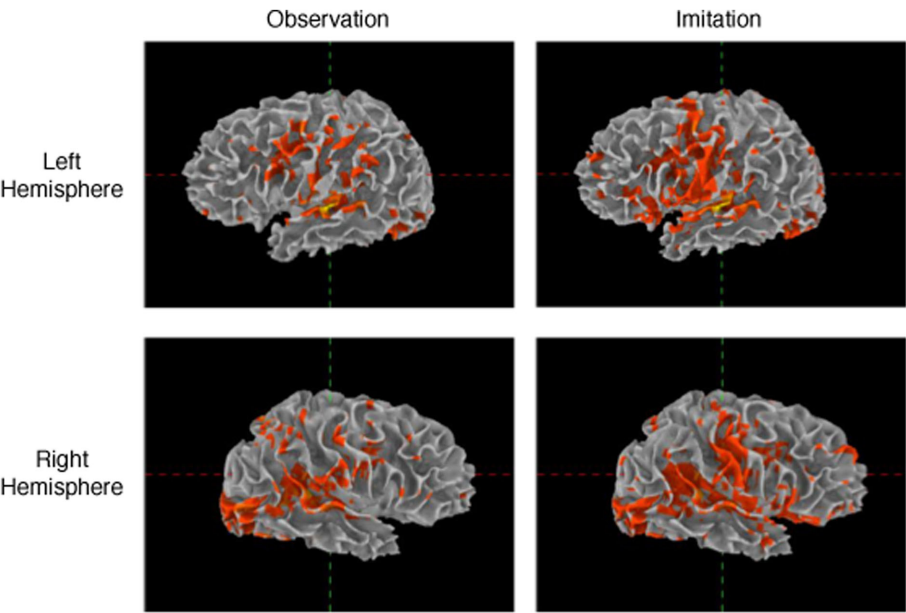 Observation
Imitation
Left
Hemisphere
Right
Hemisphere